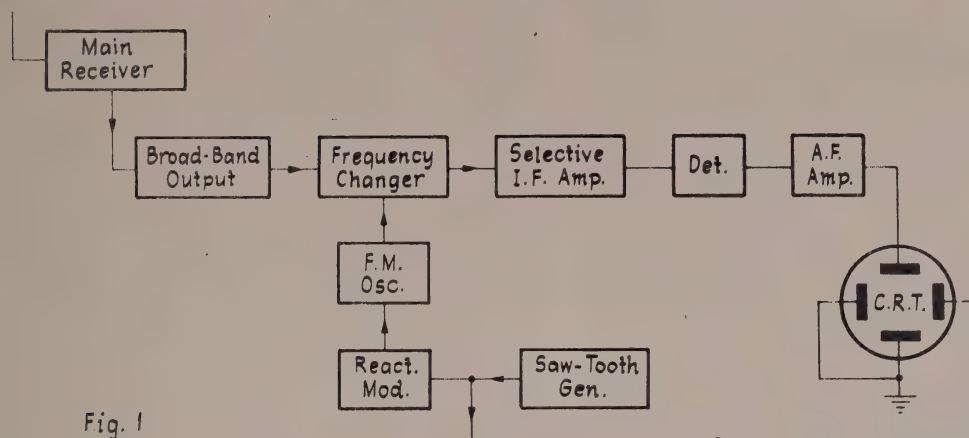 Main
Receiver
Broad-Band
Output
Frequency
Changer
Selective
I.F. Amp.
Det.
A.F.
Amp.
F.M.
Osc.
C.R.T.
React.
Mod.
Saw-Tooth
Gen.
Fig. 1